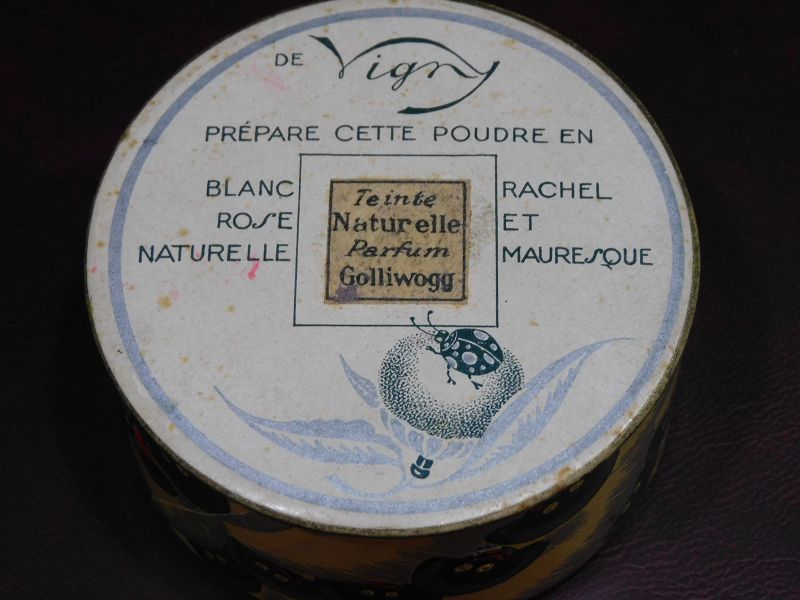 DE Vigny
PRÉPARE CETTE POUDRE EN
BLANC
ROSE
NATURELLE
Teinte
Naturelle
Parfum
Golliwogg
RACHEL
ET
MAURESQUE